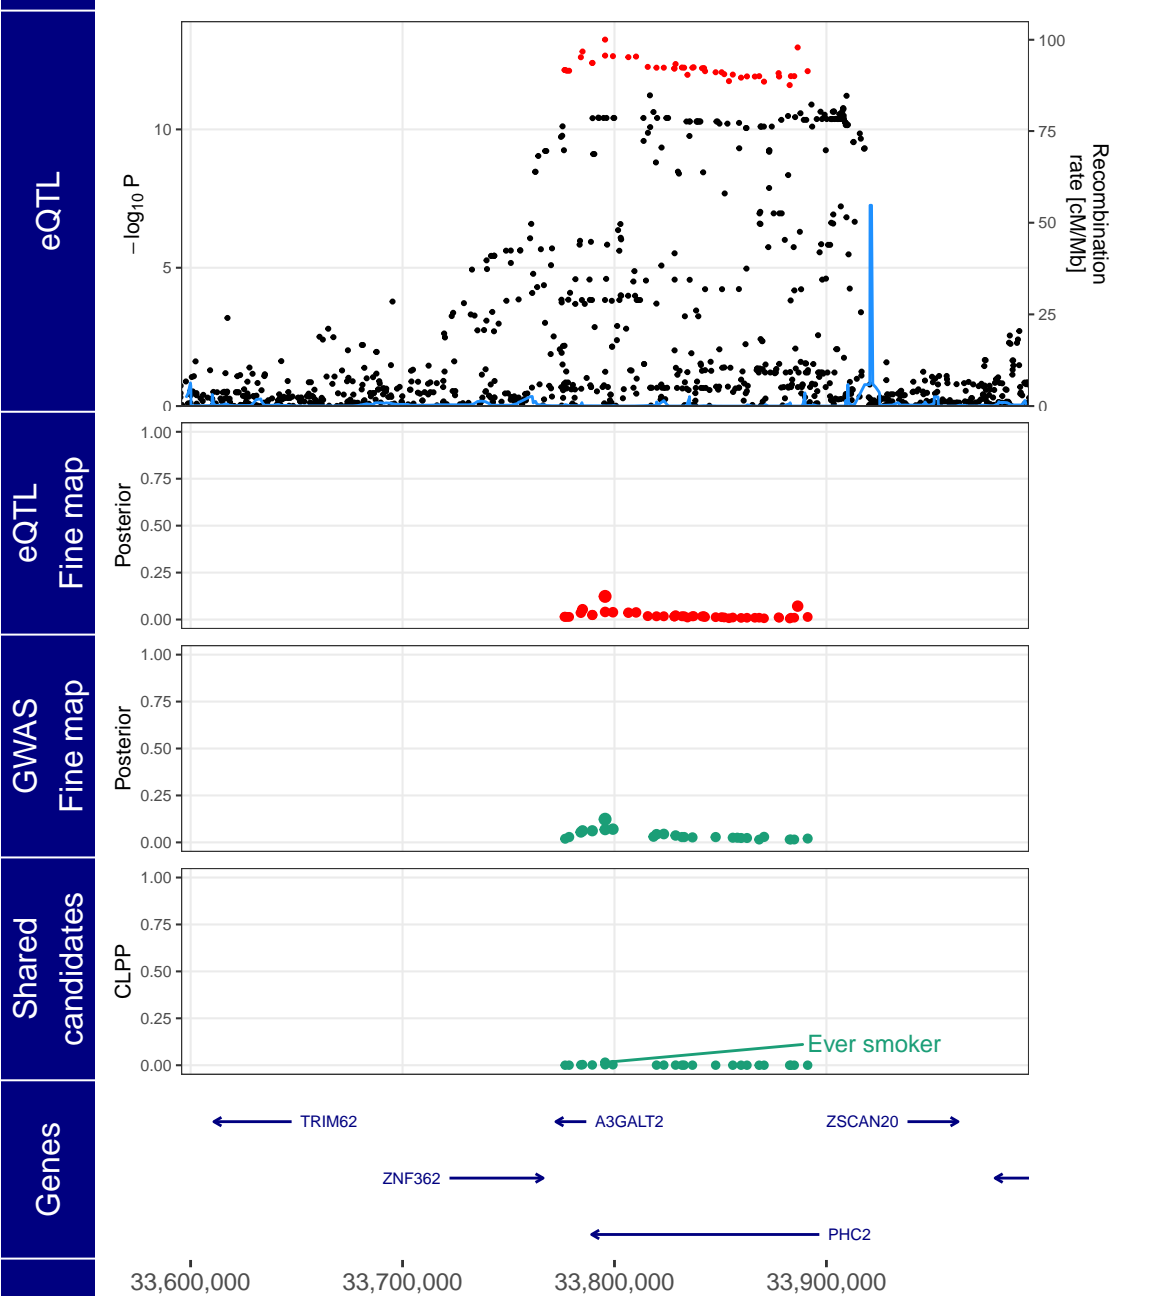 eQTL
−log10 P
10
5
0
100
75
50
25
0
Recombination
rate [cM/Mb]
eQTL
Fine map
Posterior
1.00
0.75
0.50
0.25
0.00
GWAS
Fine map
Posterior
1.00
0.75
0.50
0.25
0.00
Shared
candidates
CLPP
1.00
0.75
0.50
0.25
0.00
Ever smoker
Genes
TRIM62
A3GALT2
ZSCAN20
ZNF362
PHC2
33,600,000
33,700,000
33,800,000
33,900,000